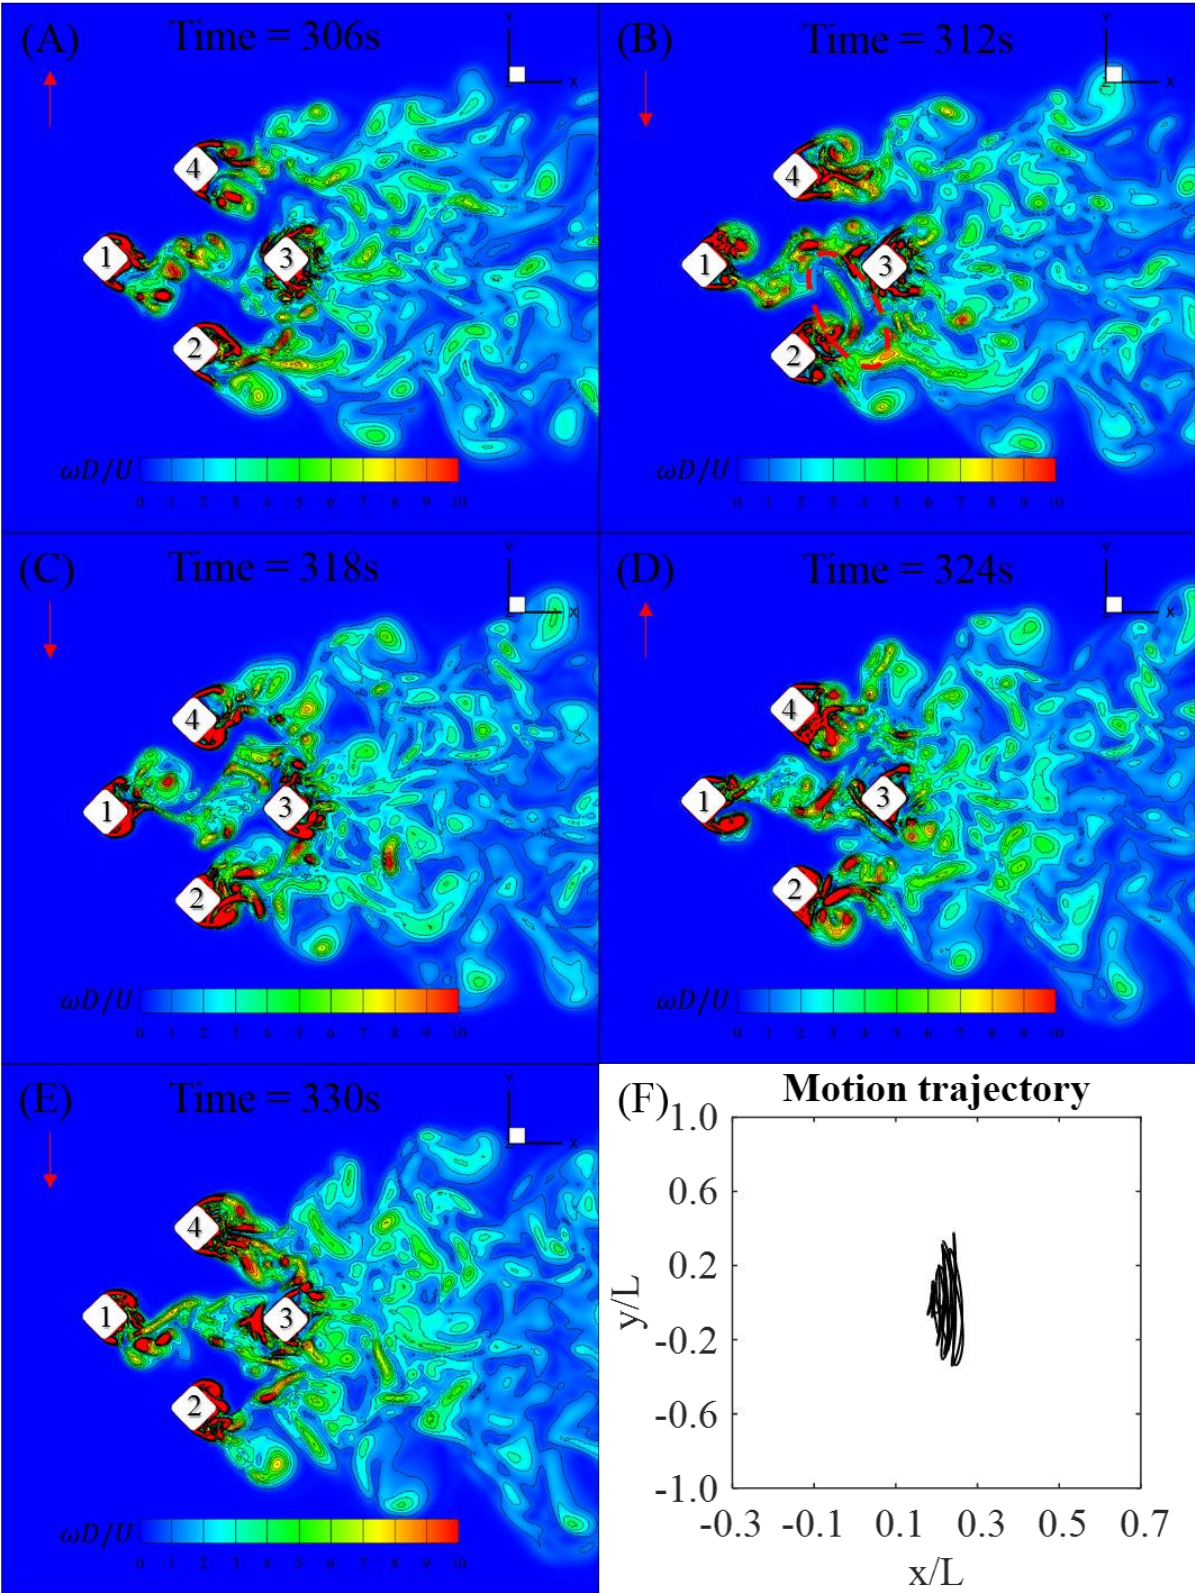 (A)
Time = 306s
Y
Z
X
4
1
3
2
ωD/U
0 1 2 3 4 5 6 7 8 9 10
(B)
Time = 312s
Y
Z
X
4
1
3
2
ωD/U
0 1 2 3 4 5 6 7 8 9 10
(C)
Time = 318s
Y
Z
X
4
1
3
2
ωD/U
0 1 2 3 4 5 6 7 8 9 10
(D)
Time = 324s
Y
Z
X
4
1
3
2
ωD/U
0 1 2 3 4 5 6 7 8 9 10
(E)
Time = 330s
Y
Z
X
4
1
3
2
ωD/U
0 1 2 3 4 5 6 7 8 9 10
(F)
Motion trajectory
1.0
0.6
0.2
-0.2
-0.6
-1.0
y/L
-0.3 -0.1 0.1 0.3 0.5 0.7
x/L